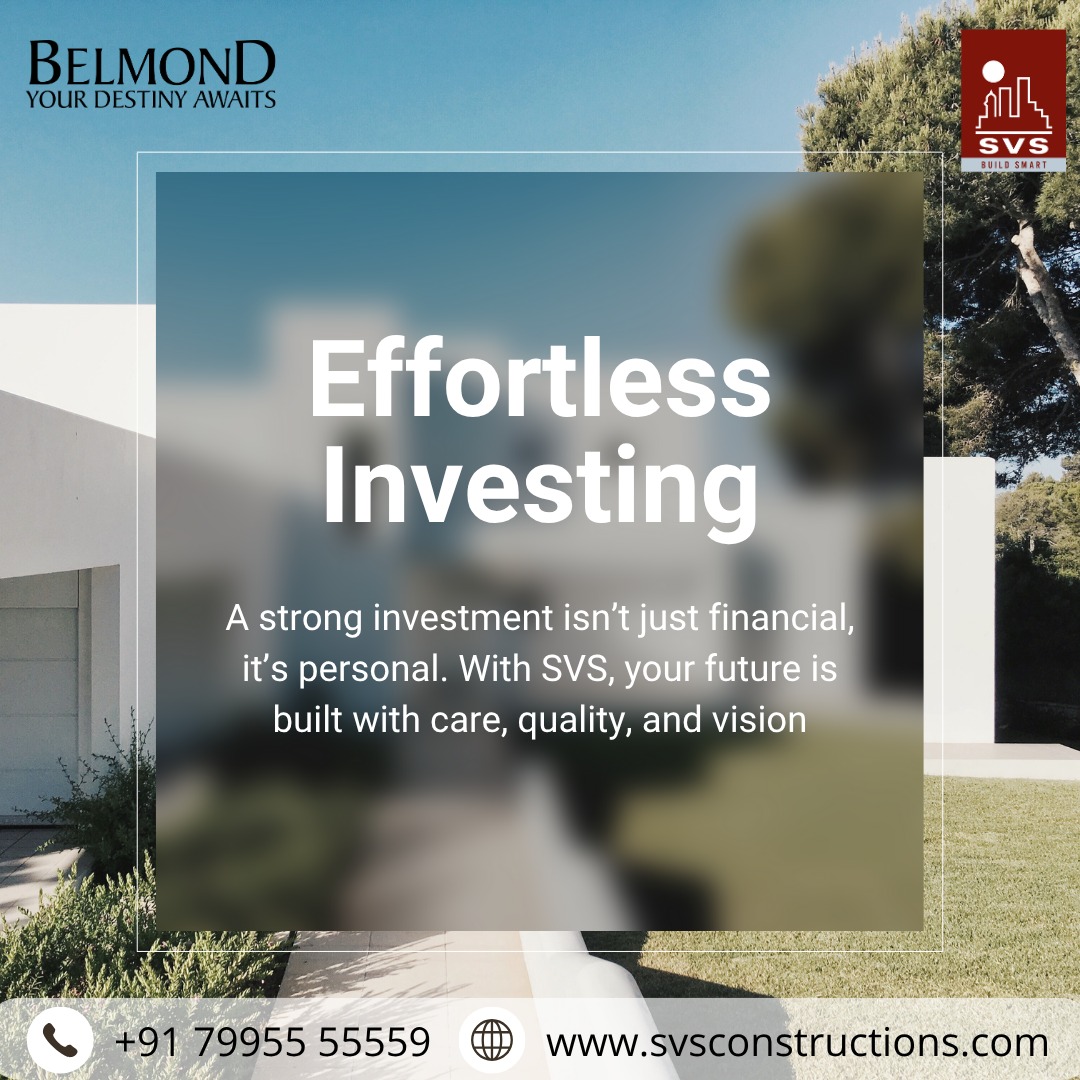 BELMOND
YOUR DESTINY AWAITS
SVS
BUILD SMART
Effortless
Investing
A strong investment isn’t just financial,
it’s personal. With SVS, your future is
built with care, quality, and vision
+91 79955 55559
www.svsconstructions.com